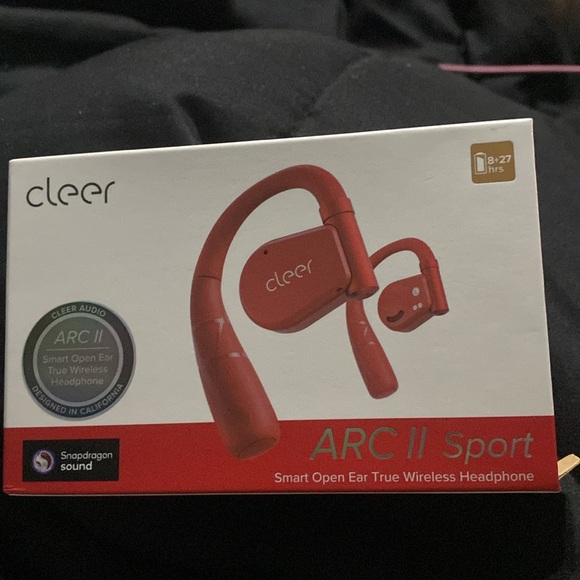 cleer
8+27
hrs
cleer
CLEER AUDIO
ARC II
Smart Open Ear
True Wireless
Headphone
DESIGNED IN CALIFORNIA
Snapdragon
sound
ARC II Sport
Smart Open Ear True Wireless Headphone